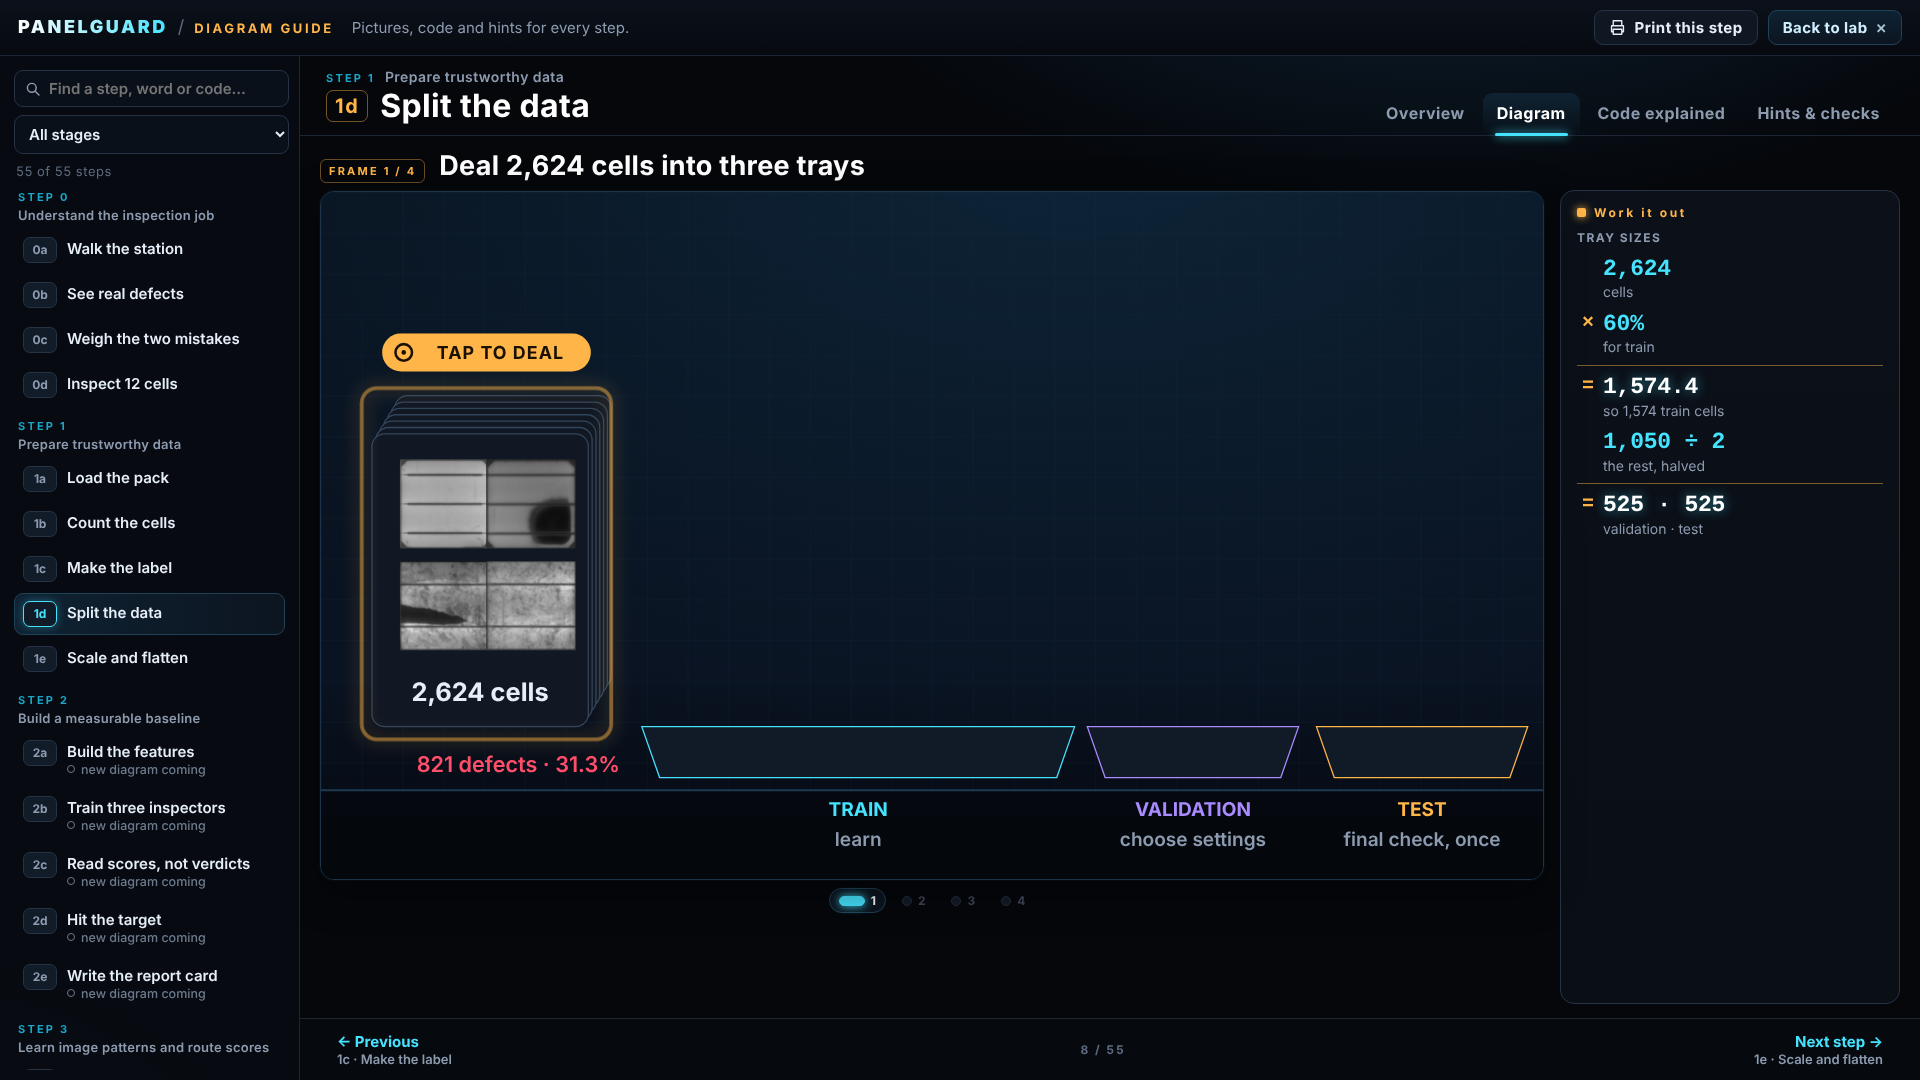 PANELGUARD / DIAGRAM GUIDE Pictures, code and hints for every step.
Print this step
Back to lab ×
Find a step, word or code...
All stages
55 of 55 steps
STEP 0
Understand the inspection job
0a Walk the station
0b See real defects
0c Weigh the two mistakes
0d Inspect 12 cells
STEP 1
Prepare trustworthy data
1a Load the pack
1b Count the cells
1c Make the label
1d Split the data
1e Scale and flatten
STEP 2
Build a measurable baseline
2a Build the features
new diagram coming
2b Train three inspectors
new diagram coming
2c Read scores, not verdicts
new diagram coming
2d Hit the target
new diagram coming
2e Write the report card
new diagram coming
STEP 3
Learn image patterns and route scores
STEP 1 Prepare trustworthy data
1d Split the data
Overview
Diagram
Code explained
Hints & checks
FRAME 1 / 4 Deal 2,624 cells into three trays
TAP TO DEAL
2,624 cells
821 defects · 31.3%
TRAIN
learn
VALIDATION
choose settings
TEST
final check, once
1 2 3 4
Work it out
TRAY SIZES
2,624
cells
× 60%
for train
= 1,574.4
so 1,574 train cells
1,050 ÷ 2
the rest, halved
= 525 · 525
validation · test
← Previous
1c · Make the label
8 / 55
Next step →
1e · Scale and flatten